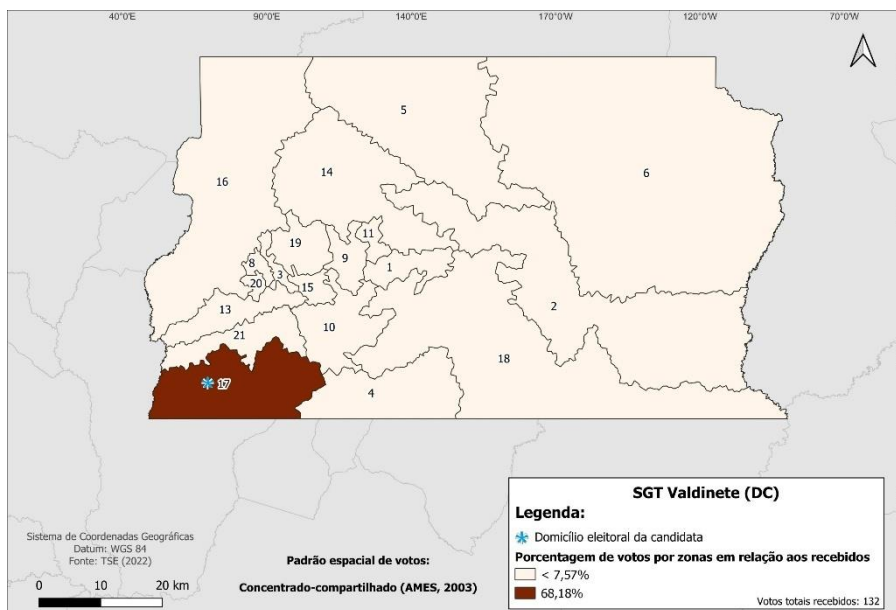 40°0'E 90°0'E 140°0'E 170°0'W 120°0'W 70°0'W
5
6
16
14
11
19
9
8
3
1
20
15
13
2
10
21
18
17
4
SGT Valdinete (DC)
Legenda:
Domicílio eleitoral da candidata
Porcentagem de votos por zonas em relação aos recebidos
< 7,57%
68,18%
Votos totais recebidos: 132
Sistema de Coordenadas Geográficas
Datum: WGS 84
Fonte: TSE (2022)
0 10 20 km
Padrão espacial de votos:
Concentrado-compartilhado (AMES, 2003)